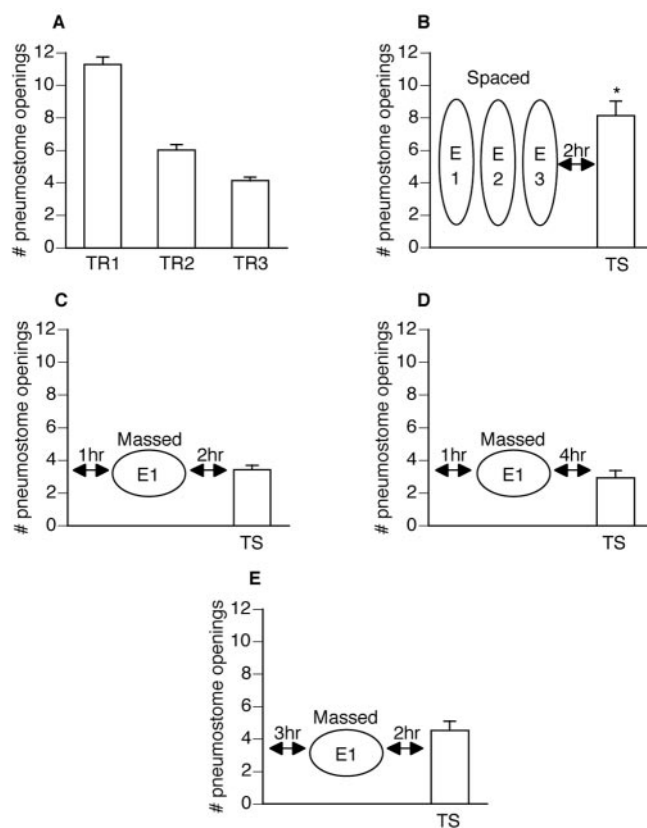 A
# pneumostome openings
12
10
8
6
4
2
0
TR1 TR2 TR3
B
# pneumostome openings
12
10
8
6
4
2
0
Spaced
E 1
E 2
E 3
2hr
*
TS
C
# pneumostome openings
12
10
8
6
4
2
0
Massed
1hr E1 2hr
TS
D
# pneumostome openings
12
10
8
6
4
2
0
Massed
1hr E1 4hr
TS
E
# pneumostome openings
12
10
8
6
4
2
0
Massed
3hr E1 2hr
TS